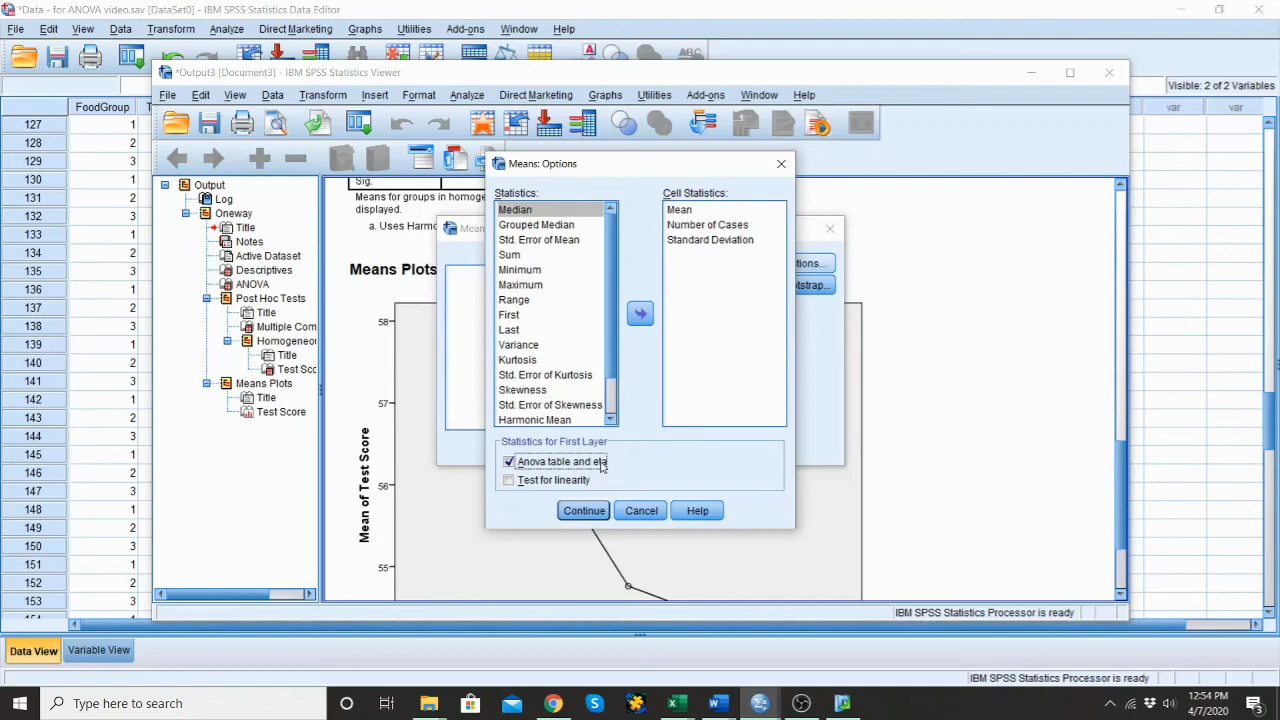 *Data - for ANOVA video.sav [DataSet0] - IBM SPSS Statistics Data Editor
File Edit View Data Transform Analyze Direct Marketing Graphs Utilities Add-ons Window Help
Visible: 2 of 2 Variables
FoodGroup T var var
127 1
128 2
129 3
130 1
131 2
132 3
133 1
134 2
135 3
136 1
137 2
138 3
139 1
140 2
141 3
142 1
143 2
144 3
145 1
146 2
147 3
148 1
149 2
150 3
151 1
152 2
153 3
154 1
*Output3 [Document3] - IBM SPSS Statistics Viewer
File Edit View Data Transform Insert Format Analyze Direct Marketing Graphs Utilities Add-ons Window Help
Output
Log
Oneway
Title
Notes
Active Dataset
Descriptives
ANOVA
Post Hoc Tests
Title
Multiple Com
Homogeneou
Title
Test Sco
Means Plots
Title
Test Score
Sig.
Means for groups in homoge
displayed.
a. Uses Harmo
Means Plots
58
57
56
55
Mean of Test Score
Mean
ptions...
otstrap...
Means: Options
Statistics:
Median
Grouped Median
Std. Error of Mean
Sum
Minimum
Maximum
Range
First
Last
Variance
Kurtosis
Std. Error of Kurtosis
Skewness
Std. Error of Skewness
Harmonic Mean
Cell Statistics:
Mean
Number of Cases
Standard Deviation
Statistics for First Layer
Anova table and eta
Test for linearity
Continue Cancel Help
IBM SPSS Statistics Processor is ready
Data View Variable View
IBM SPSS Statistics Processor is ready
Type here to search
12:54 PM
4/7/2020